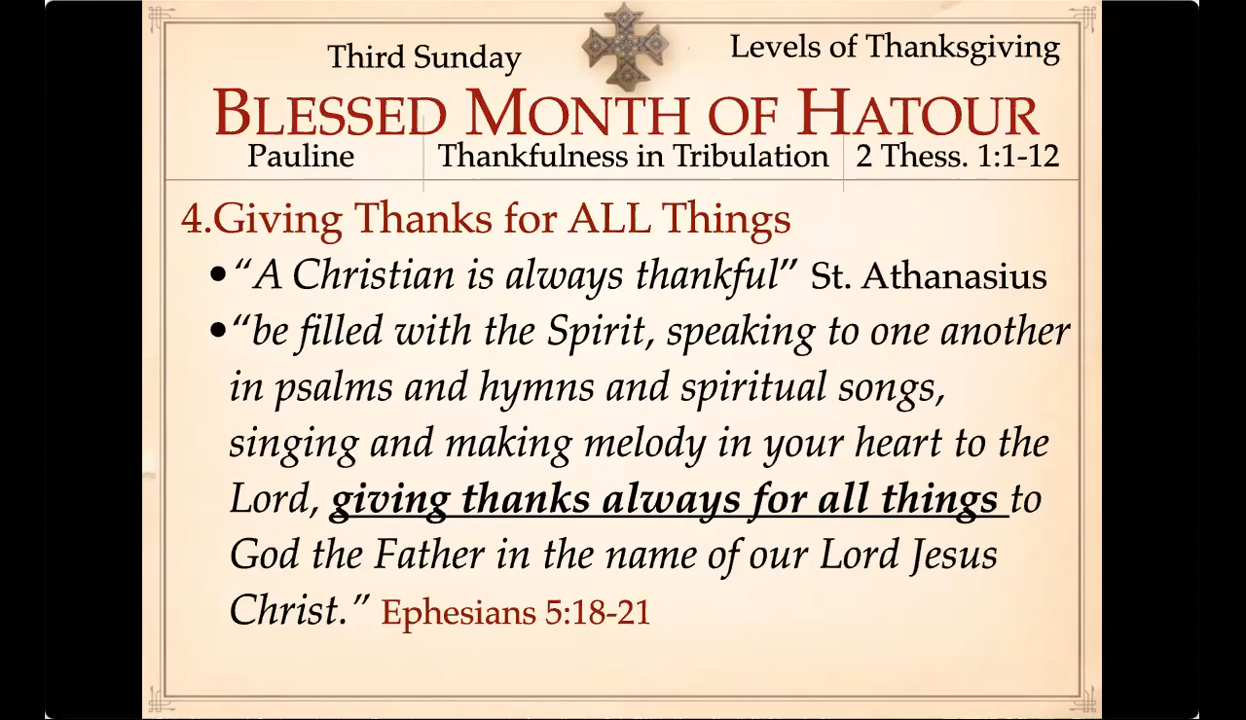 Third Sunday
Levels of Thanksgiving
BLESSED MONTH OF HATOUR
Pauline
Thankfulness in Tribulation
2 Thess. 1:1-12
4.Giving Thanks for ALL Things
•“A Christian is always thankful” St. Athanasius
•“be filled with the Spirit, speaking to one another
in psalms and hymns and spiritual songs,
singing and making melody in your heart to the
Lord, giving thanks always for all things to
God the Father in the name of our Lord Jesus
Christ.” Ephesians 5:18-21